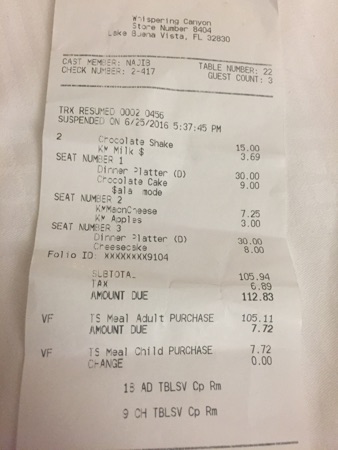 Whispering Canyon
Store Number 8404
Lake Buena Vista, FL 32830
CAST MEMBER: NAJIB TABLE NUMBER: 22
CHECK NUMBER: 2-417 GUEST COUNT: 3
TRX RESUMED 0002 0456
SUSPENDED ON 6/25/2016 5:37:45 PM
2 Chocolate Shake 15.00
KM Milk $ 3.69
SEAT NUMBER 1
Dinner Platter (D) 30.00
Chocolate Cake 9.00
$ala mode
SEAT NUMBER 2
KMMacnCheese 7.25
KM Apples 3.00
SEAT NUMBER 3
Dinner Platter (D) 30.00
Cheesecake 8.00
Folio ID: XXXXXXXX9104
SUBTOTAL 105.94
TAX 6.89
AMOUNT DUE 112.83
VF TS Meal Adult PURCHASE 105.11
AMOUNT DUE 7.72
VF TS Meal Child PURCHASE 7.72
CHANGE 0.00
18 AD TBLSV Cp Rm
9 CH TBLSV Cp Rm